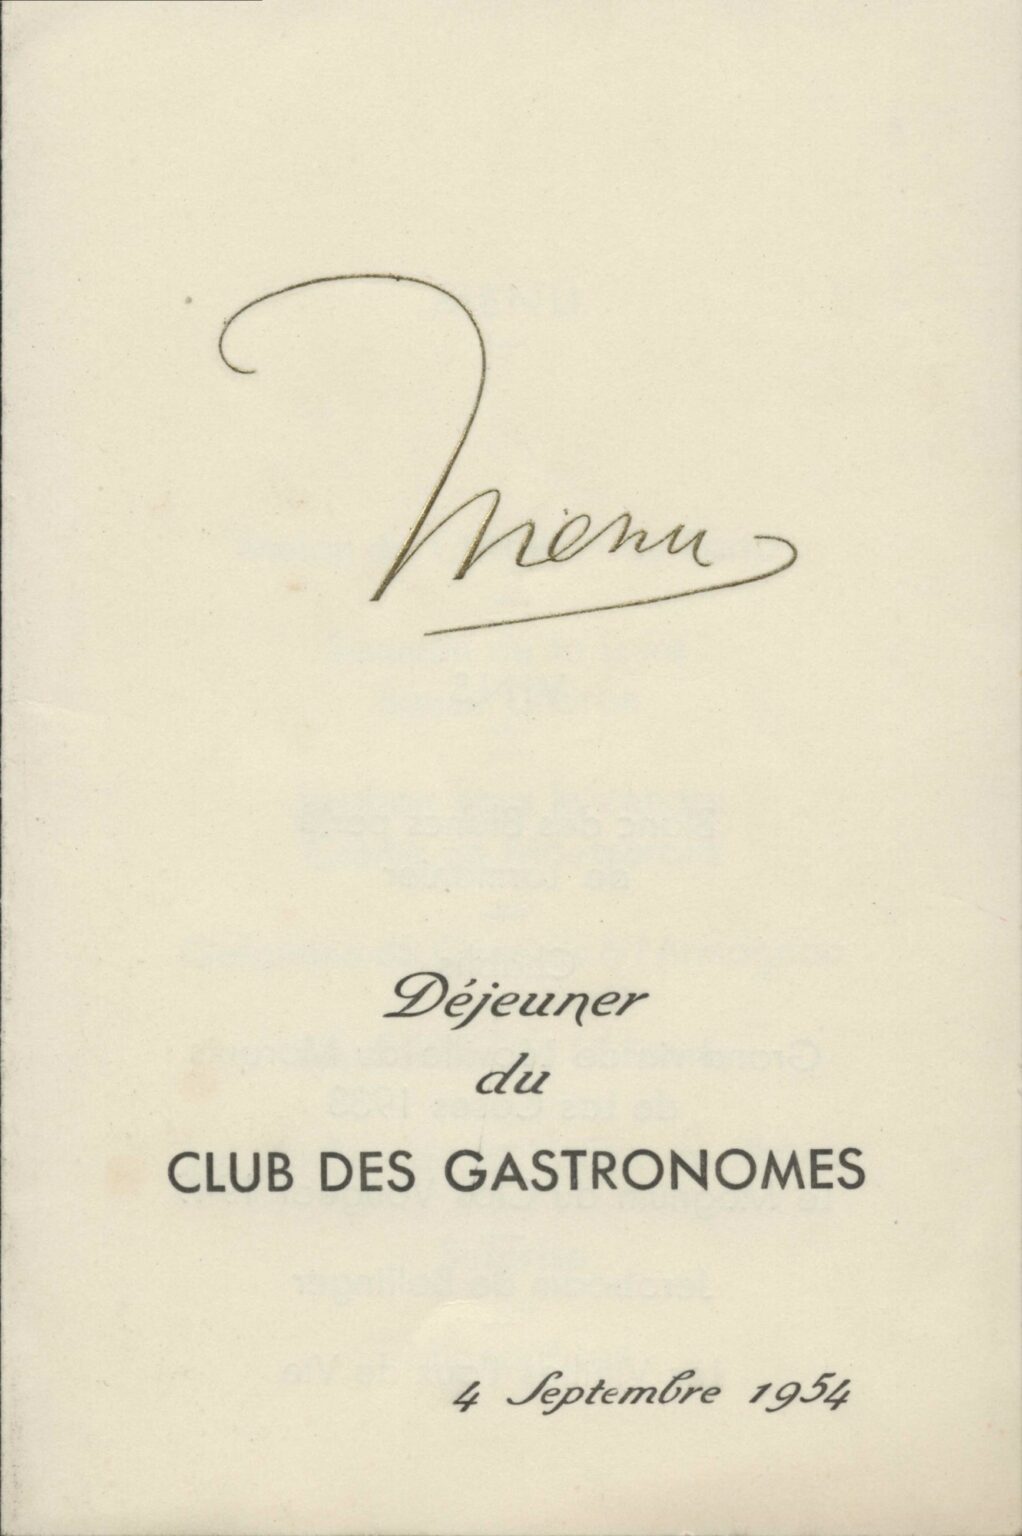 Menu
Déjeuner
du
CLUB DES GASTRONOMES
4 Septembre 1954